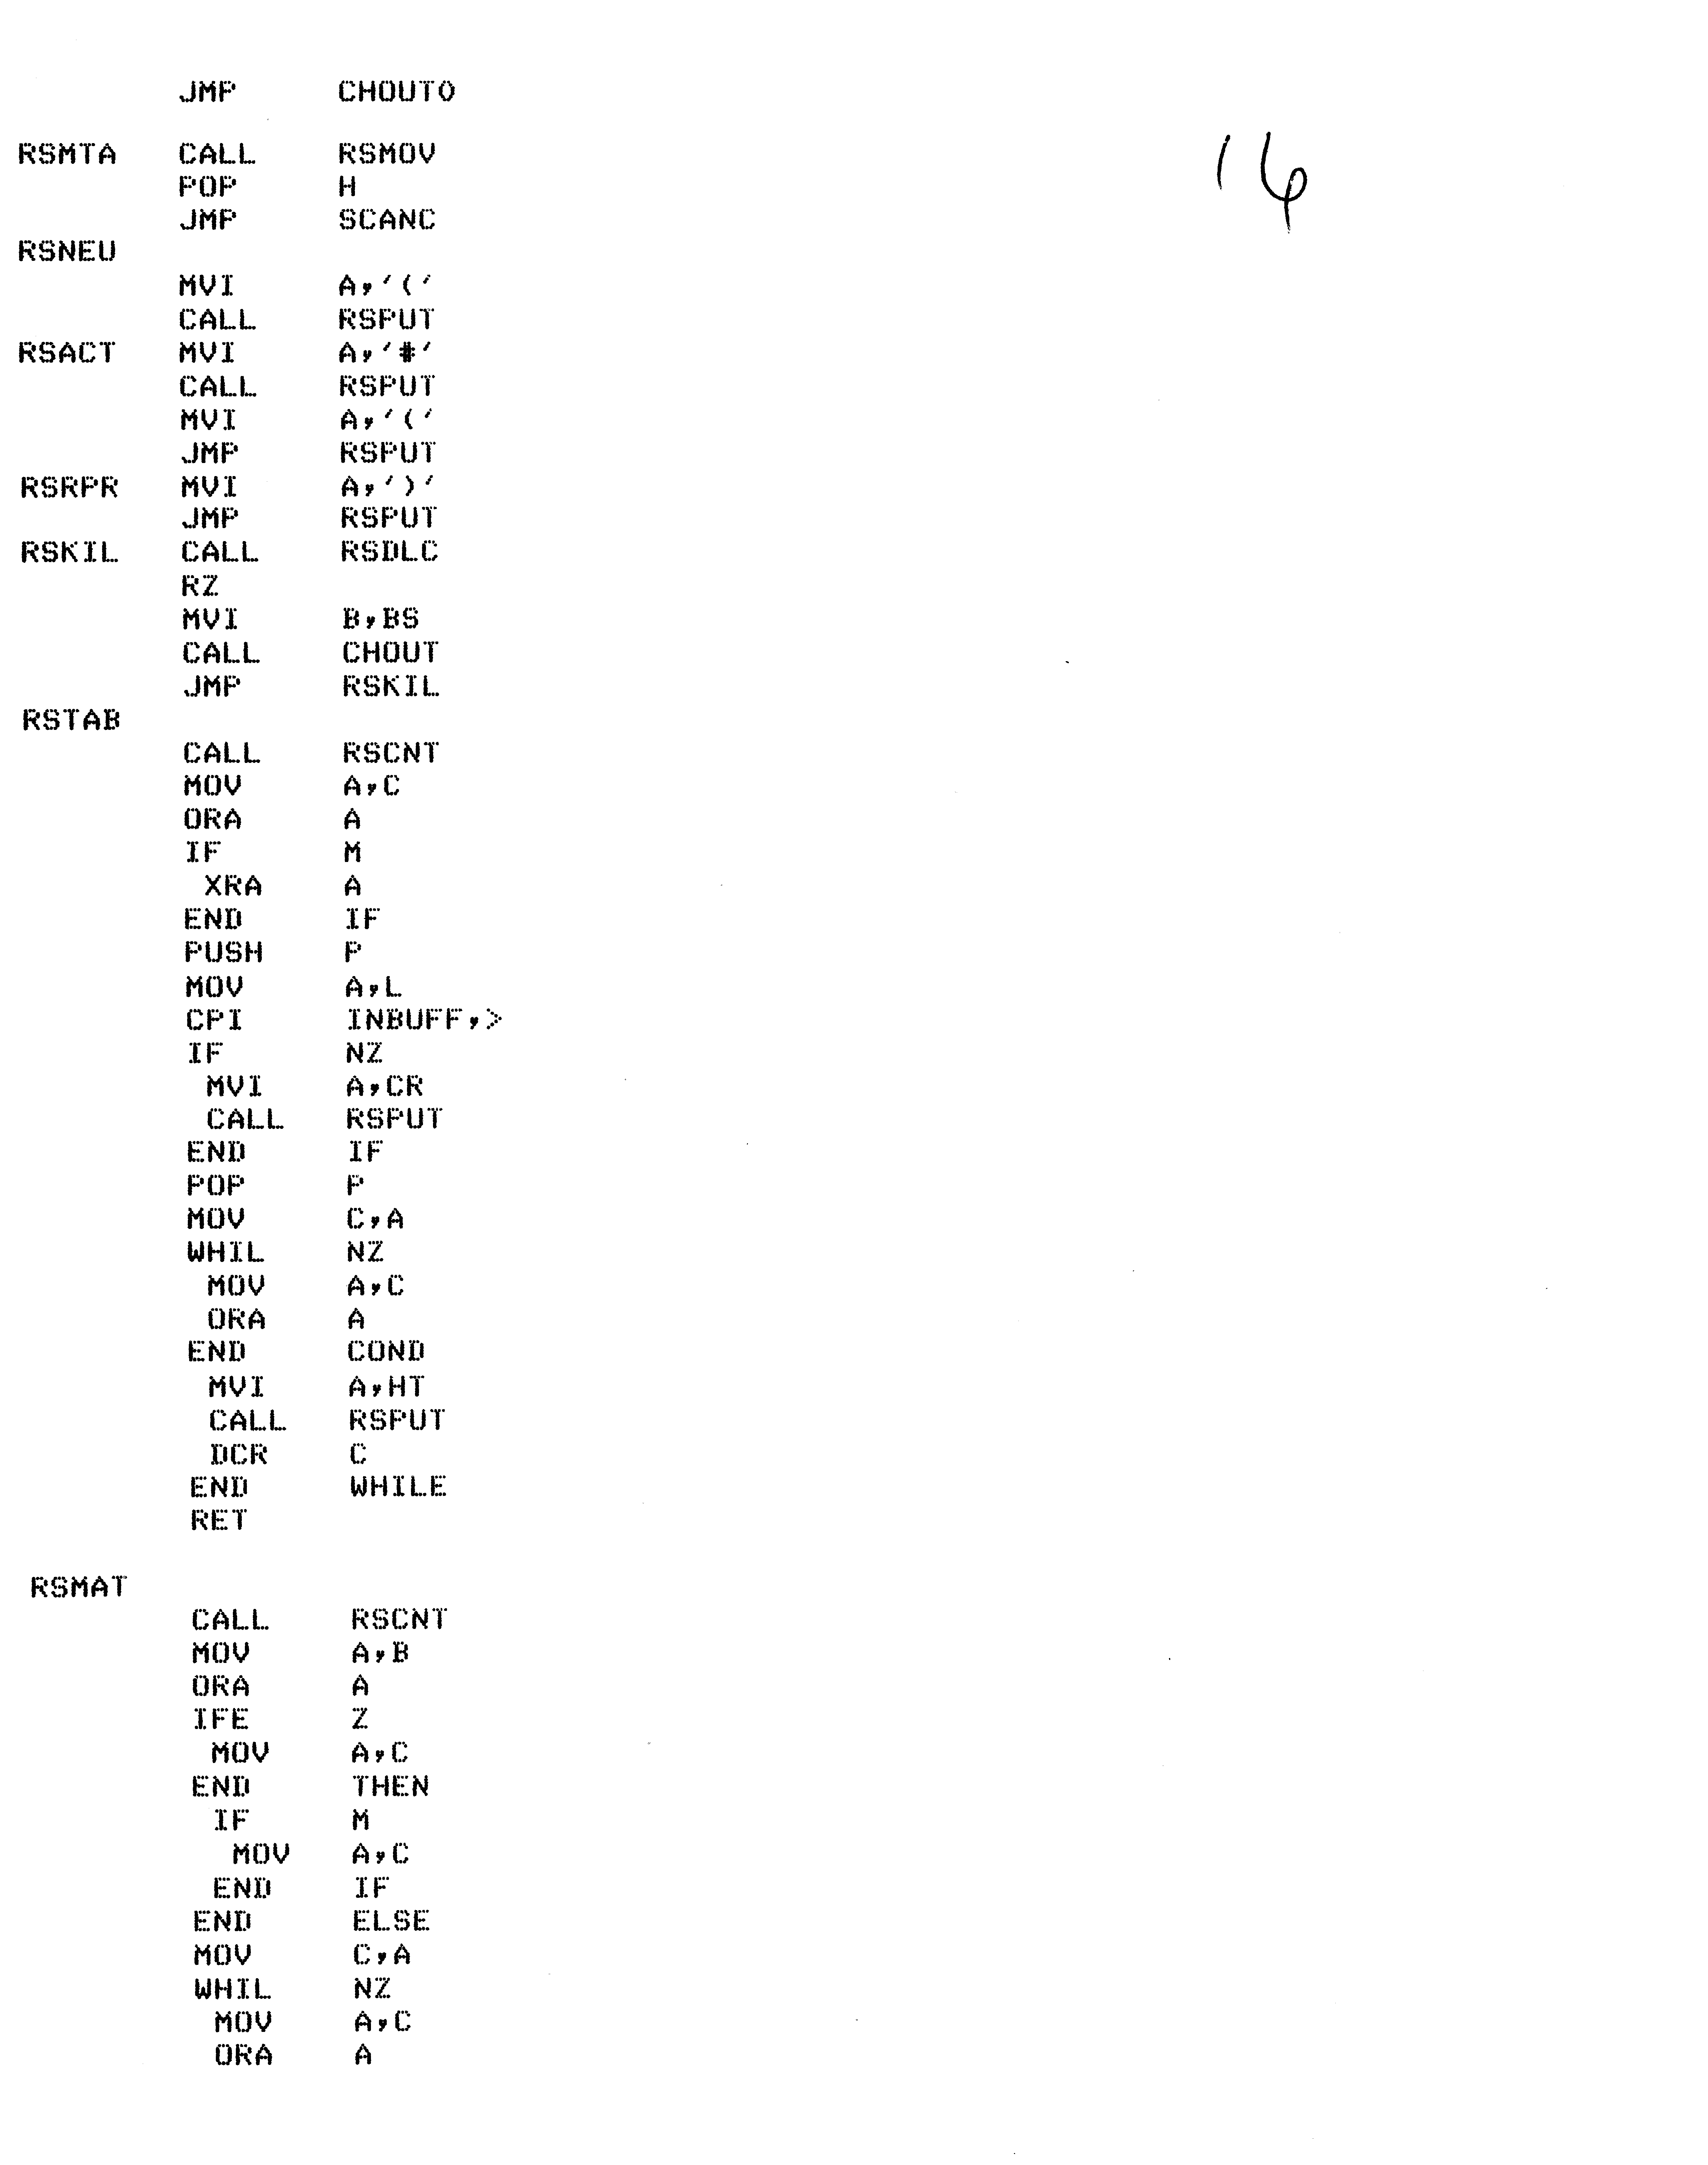 JMP     CHOUTO
16
RSMTA   CALL    RSMOV
        POP     H
        JMP     SCANC
RSNEU
        MVI     A,'('
        CALL    RSPUT
RSACT   MVI     A,'#'
        CALL    RSPUT
        MVI     A,'('
        JMP     RSPUT
RSRPR   MVI     A,')'
        JMP     RSPUT
RSKIL   CALL    RSDLC
        RZ
        MVI     B,BS
        CALL    CHOUT
        JMP     RSKIL
RSTAB
        CALL    RSCNT
        MOV     A,C
        ORA     A
        IF      M
         XRA    A
        END     IF
        PUSH    P
        MOV     A,L
        CPI     INBUFF,>
        IF      NZ
         MVI    A,CR
         CALL   RSPUT
        END     IF
        POP     P
        MOV     C,A
        WHIL    NZ
         MOV    A,C
         ORA    A
        END     COND
         MVI    A,HT
         CALL   RSPUT
         DCR    C
        END     WHILE
        RET
RSMAT
        CALL    RSCNT
        MOV     A,B
        ORA     A
        IFE     Z
         MOV    A,C
        END     THEN
         IF     M
          MOV   A,C
         END    IF
        END     ELSE
        MOV     C,A
        WHIL    NZ
         MOV    A,C
         ORA    A